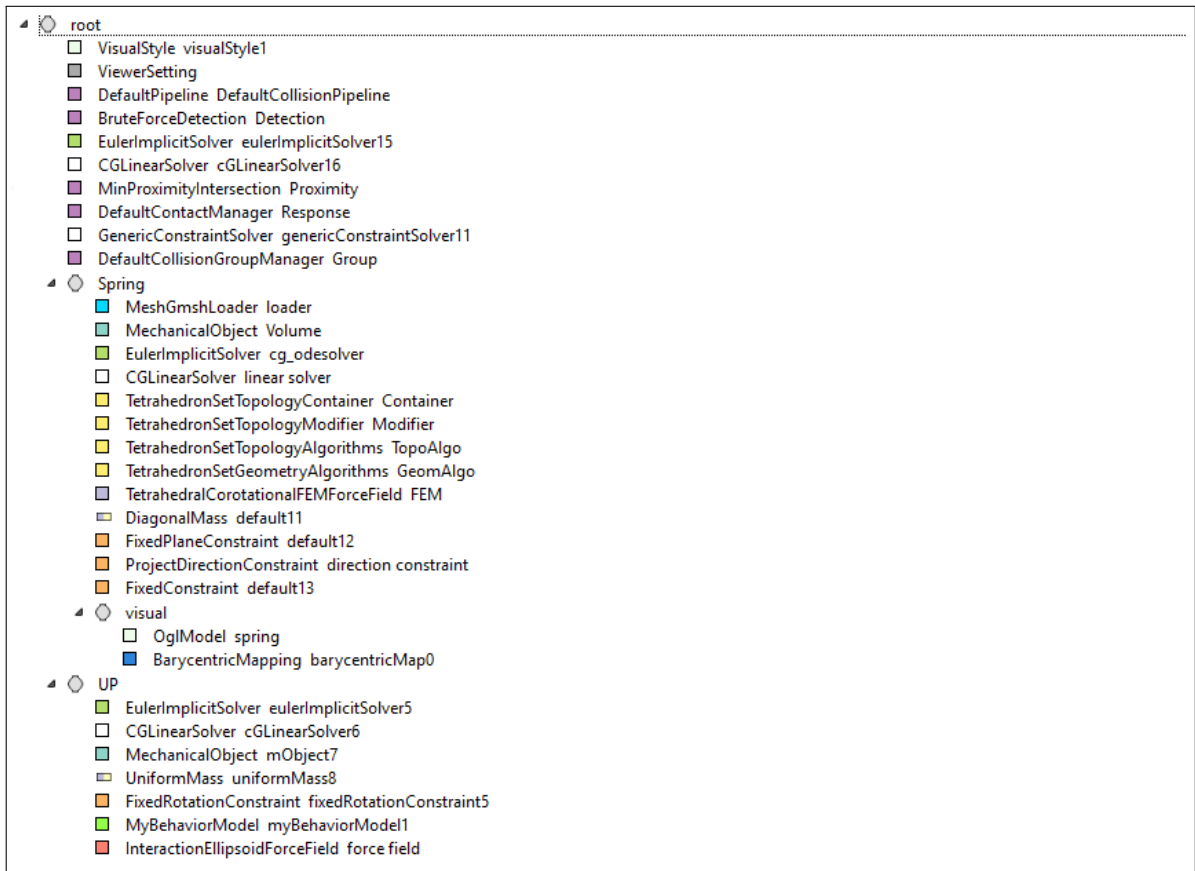 root
VisualStyle visualStyle1
ViewerSetting
DefaultPipeline DefaultCollisionPipeline
BruteForceDetection Detection
EulerImplicitSolver eulerImplicitSolver15
CGLinearSolver cGLinearSolver16
MinProximityIntersection Proximity
DefaultContactManager Response
GenericConstraintSolver genericConstraintSolver11
DefaultCollisionGroupManager Group
Spring
MeshGmshLoader loader
MechanicalObject Volume
EulerImplicitSolver cg_odesolver
CGLinearSolver linear solver
TetrahedronSetTopologyContainer Container
TetrahedronSetTopologyModifier Modifier
TetrahedronSetTopologyAlgorithms TopoAlgo
TetrahedronSetGeometryAlgorithms GeomAlgo
TetrahedralCorotationalFEMForceField FEM
DiagonalMass default11
FixedPlaneConstraint default12
ProjectDirectionConstraint direction constraint
FixedConstraint default13
visual
OglModel spring
BarycentricMapping barycentricMap0
UP
EulerImplicitSolver eulerImplicitSolver5
CGLinearSolver cGLinearSolver6
MechanicalObject mObject7
UniformMass uniformMass8
FixedRotationConstraint fixedRotationConstraint5
MyBehaviorModel myBehaviorModel1
InteractionEllipsoidForceField force field